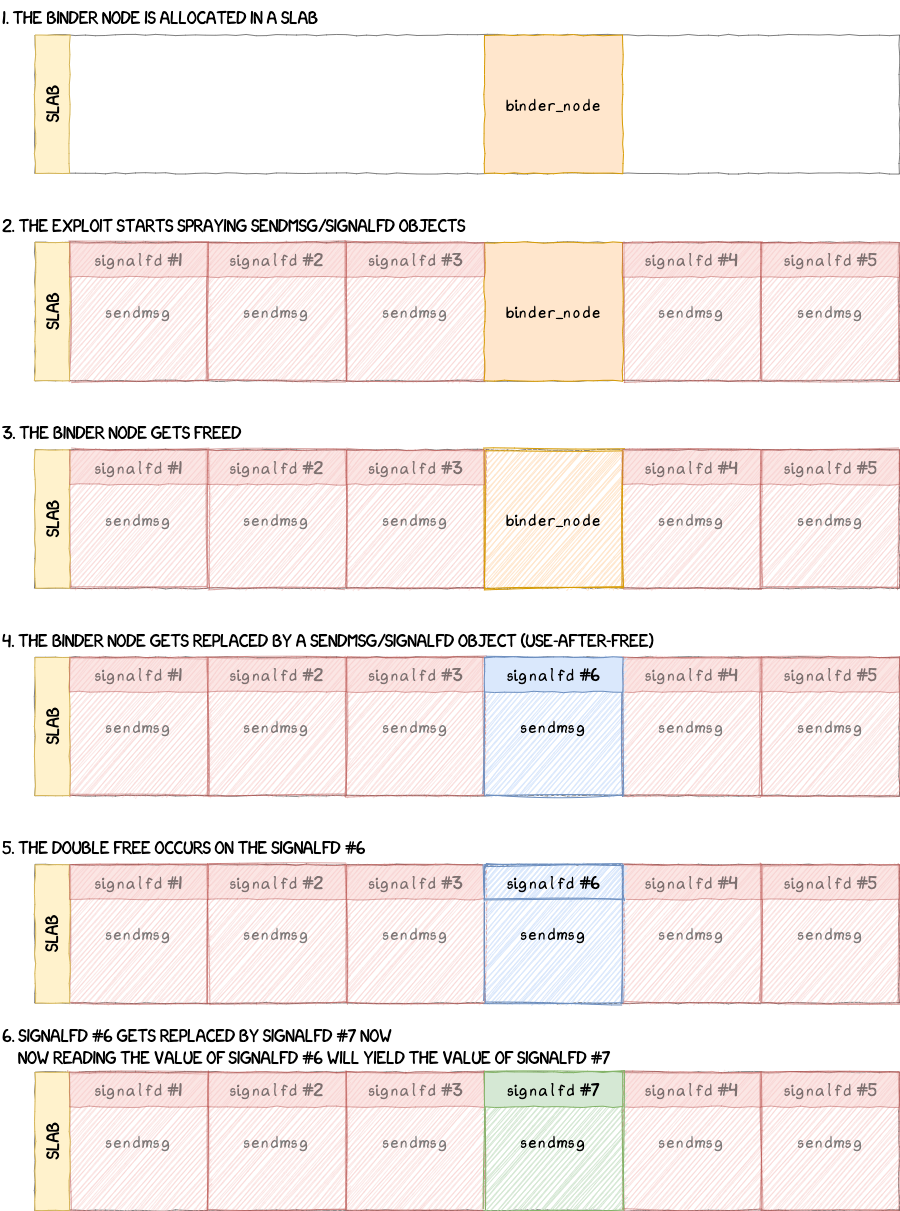 1. THE BINDER NODE IS ALLOCATED IN A SLAB
SLAB
binder_node
2. THE EXPLOIT STARTS SPRAYING SENDMSG/SIGNALFD OBJECTS
SLAB
signalfd #1 signalfd #2 signalfd #3 signalfd #4 signalfd #5
sendmsg sendmsg sendmsg binder_node sendmsg sendmsg
3. THE BINDER NODE GETS FREED
SLAB
signalfd #1 signalfd #2 signalfd #3 signalfd #4 signalfd #5
sendmsg sendmsg sendmsg binder_node sendmsg sendmsg
4. THE BINDER NODE GETS REPLACED BY A SENDMSG/SIGNALFD OBJECT (USE-AFTER-FREE)
SLAB
signalfd #1 signalfd #2 signalfd #3 signalfd #6 signalfd #4 signalfd #5
sendmsg sendmsg sendmsg sendmsg sendmsg sendmsg
5. THE DOUBLE FREE OCCURS ON THE SIGNALFD #6
SLAB
signalfd #1 signalfd #2 signalfd #3 signalfd #6 signalfd #4 signalfd #5
sendmsg sendmsg sendmsg sendmsg sendmsg sendmsg
6. SIGNALFD #6 GETS REPLACED BY SIGNALFD #7 NOW
NOW READING THE VALUE OF SIGNALFD #6 WILL YIELD THE VALUE OF SIGNALFD #7
SLAB
signalfd #1 signalfd #2 signalfd #3 signalfd #7 signalfd #4 signalfd #5
sendmsg sendmsg sendmsg sendmsg sendmsg sendmsg